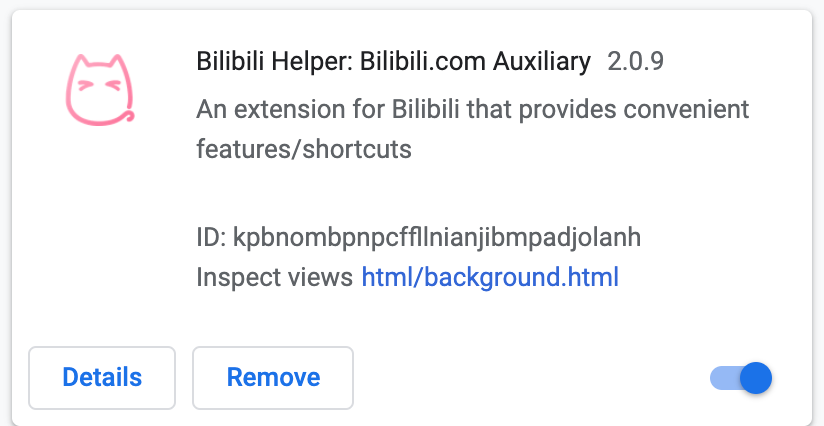 Bilibili Helper: Bilibili.com Auxiliary 2.0.9
An extension for Bilibili that provides convenient
features/shortcuts
ID: kpbnombpnpcffllnianjibmpadjolanh
Inspect views html/background.html
Details Remove